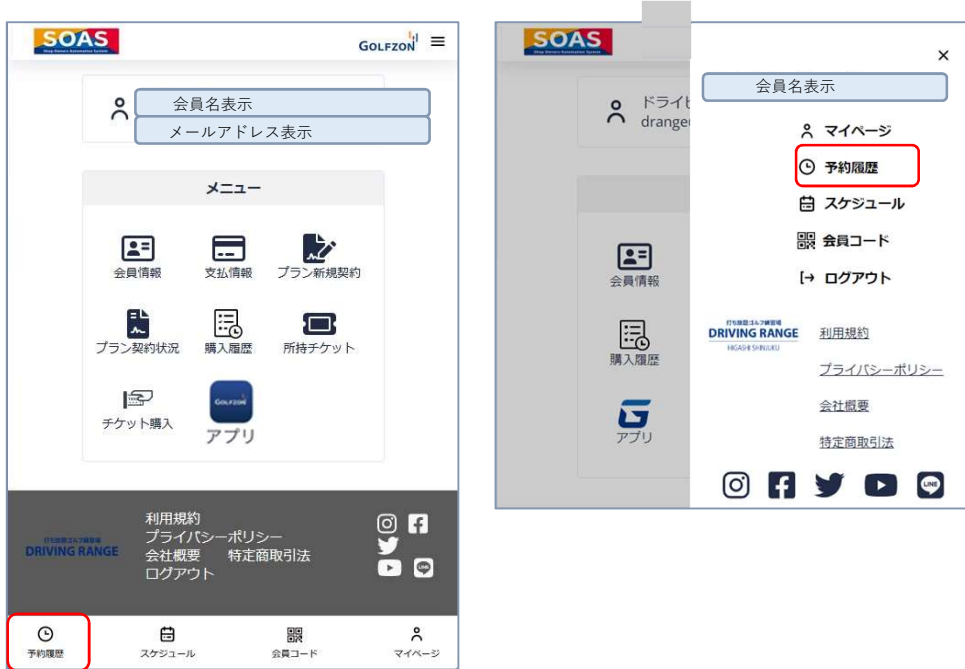 SOAS
Shop Owners Automation System
GOLFZON
会員名表示
メールアドレス表示
メニュー
会員情報
支払情報
プラン新規契約
プラン契約状況
購入履歴
所持チケット
チケット購入
GOLFZON
アプリ
打ち放題ゴルフ練習場
DRIVING RANGE
利用規約
プライバシーポリシー
会社概要 特定商取引法
ログアウト
LINE
予約履歴
スケジュール
会員コード
マイページ
SOAS
Shop Owners Automation System
ドライビ
drange
会員情報
購入履歴
アプリ
会員名表示
マイページ
予約履歴
スケジュール
会員コード
ログアウト
打ち放題ゴルフ練習場
DRIVING RANGE
HIGASHI SHINJUKU
利用規約
プライバシーポリシー
会社概要
特定商取引法
LINE